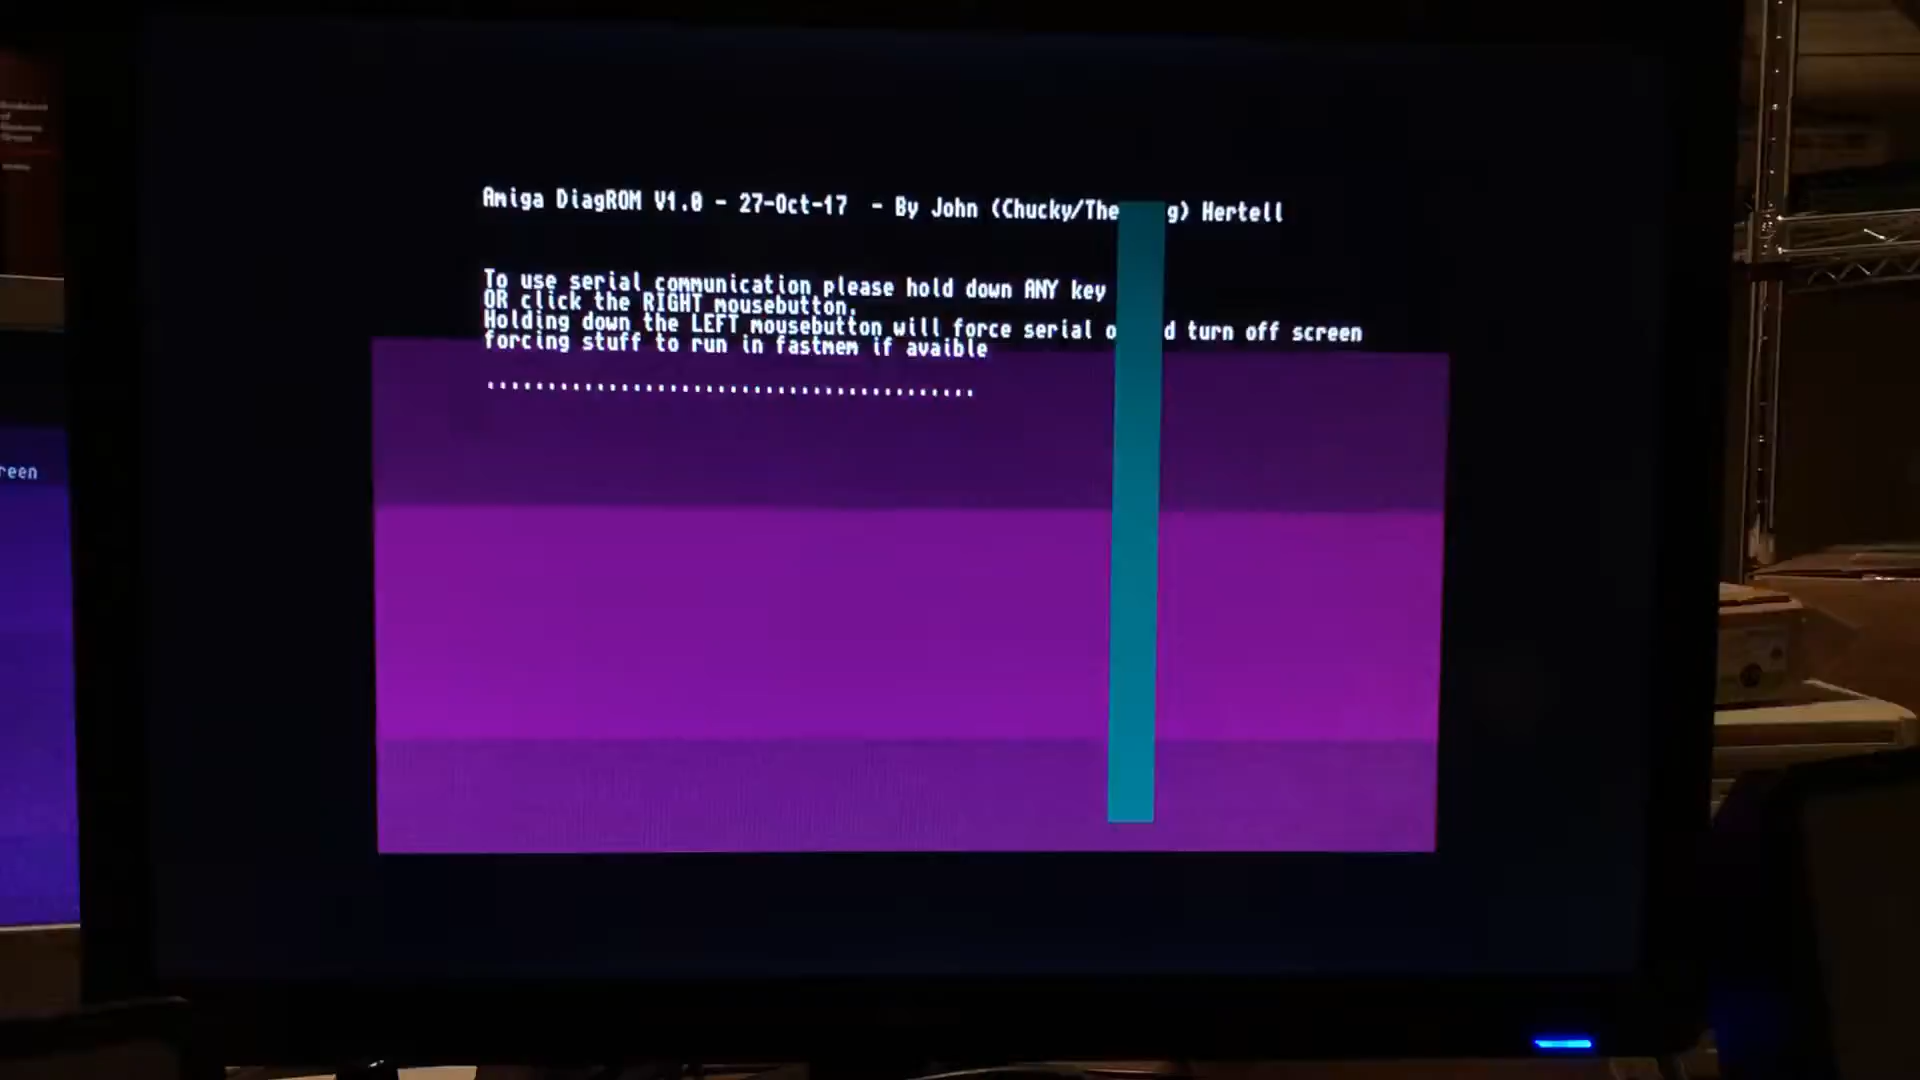 Amiga DiagROM V1.0 - 27-Oct-17 - By John (Chucky/The g) Hertell
To use serial communication please hold down ANY key
OR click the RIGHT mousebutton.
Holding down the LEFT mousebutton will force serial o d turn off screen
forcing stuff to run in fastmem if avaible
........................................
reen